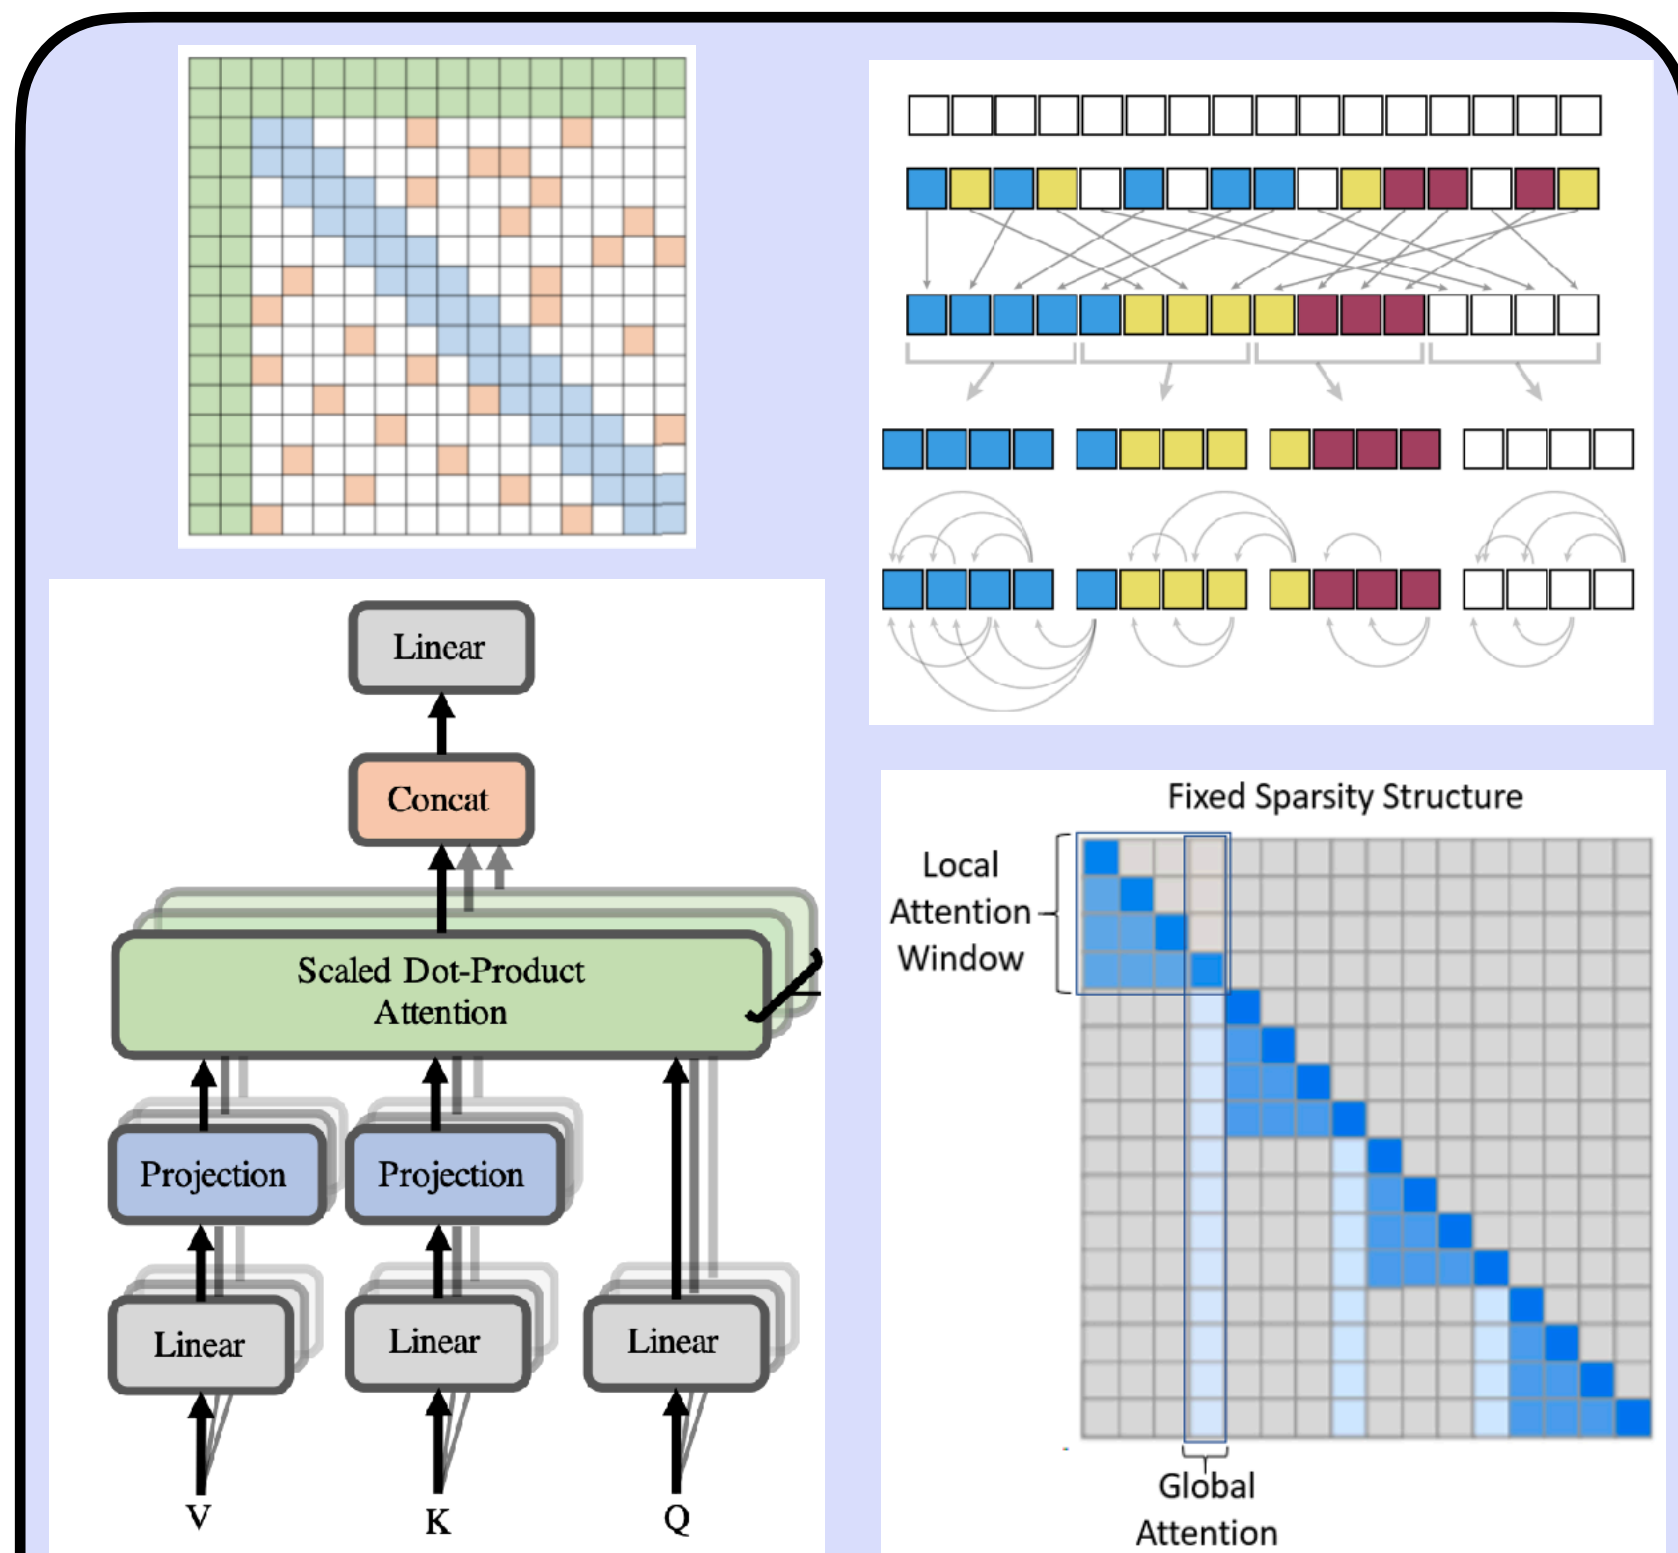 Linear
Concat
Scaled Dot-Product
Attention
Projection
Projection
Linear
Linear
Linear
V
K
Q
Fixed Sparsity Structure
Local
Attention
Window
Global
Attention